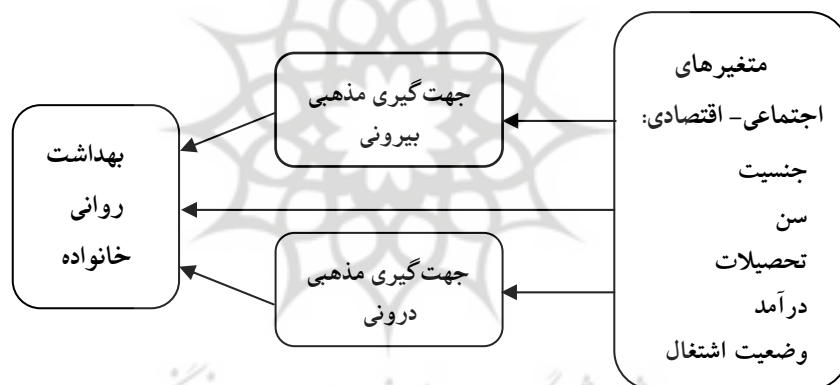 متغیرهای
اجتماعی- اقتصادی:
جنسیت
سن
تحصیلات
درآمد
وضعیت اشتغال
جهت‌گیری مذهبی
بیرونی
جهت‌گیری مذهبی
درونی
بهداشت
روانی
خانواده